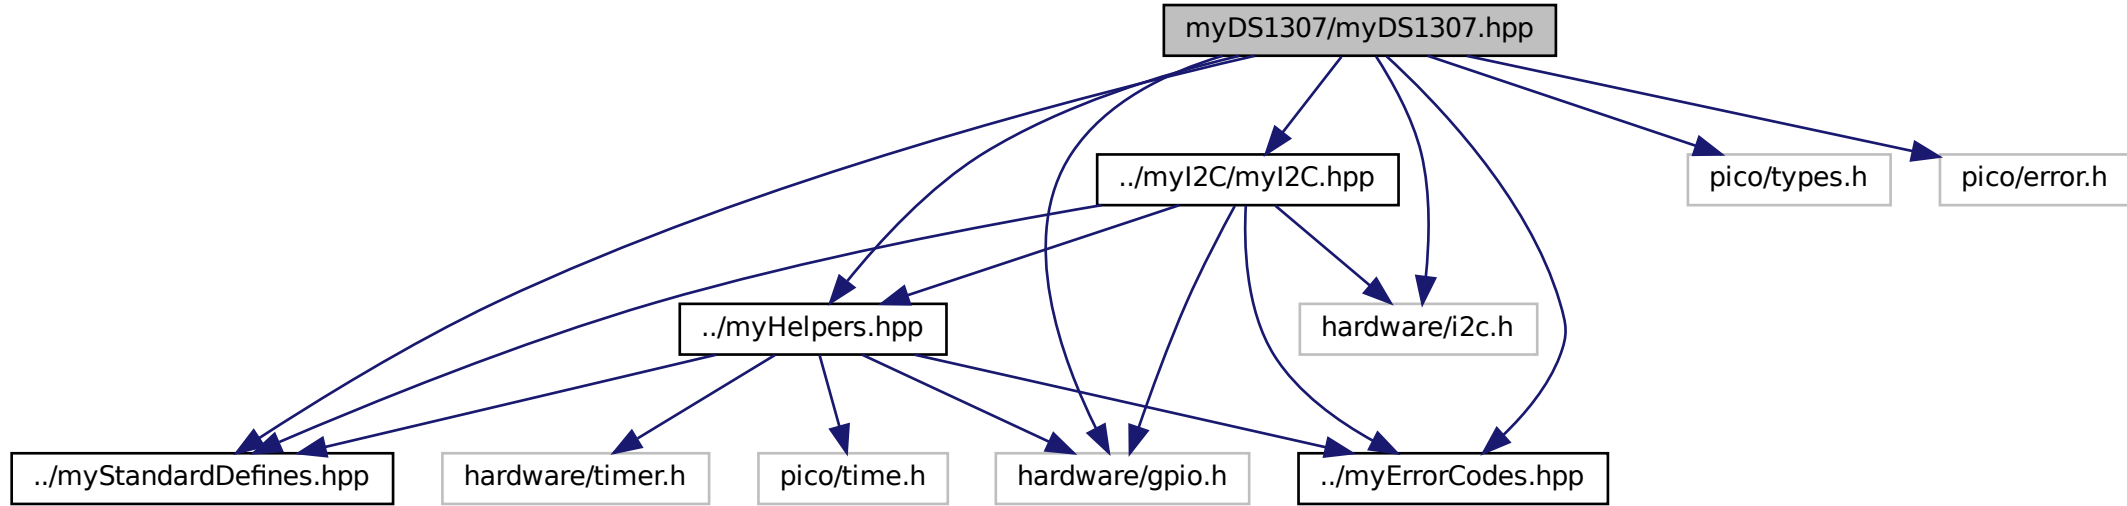 myDS1307/myDS1307.hpp
../myI2C/myI2C.hpp
pico/types.h
pico/error.h
../myHelpers.hpp
hardware/i2c.h
../myStandardDefines.hpp
hardware/timer.h
pico/time.h
hardware/gpio.h
../myErrorCodes.hpp